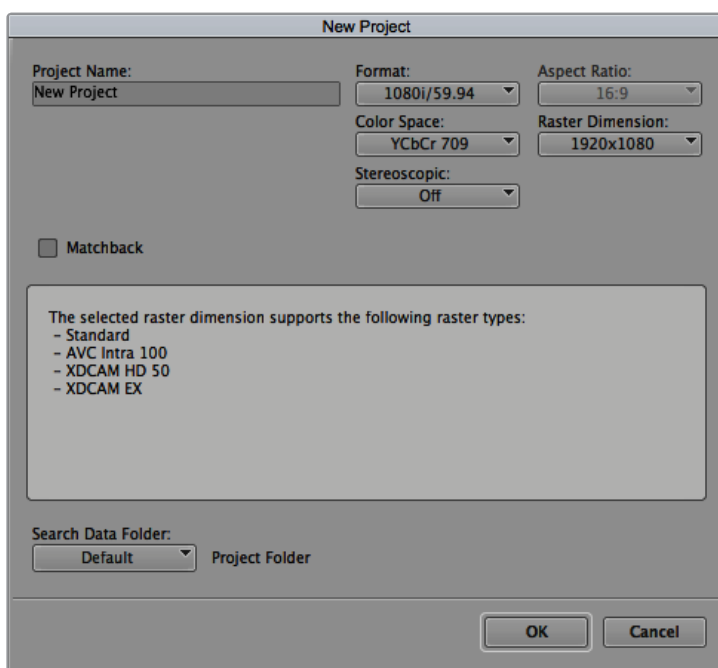 New Project
Project Name:
New Project
Format:
1080i/59.94
Aspect Ratio:
16:9
Color Space:
YCbCr 709
Raster Dimension:
1920x1080
Stereoscopic:
Off
Matchback
The selected raster dimension supports the following raster types:
– Standard
– AVC Intra 100
– XDCAM HD 50
– XDCAM EX
Search Data Folder:
Default
Project Folder
OK
Cancel